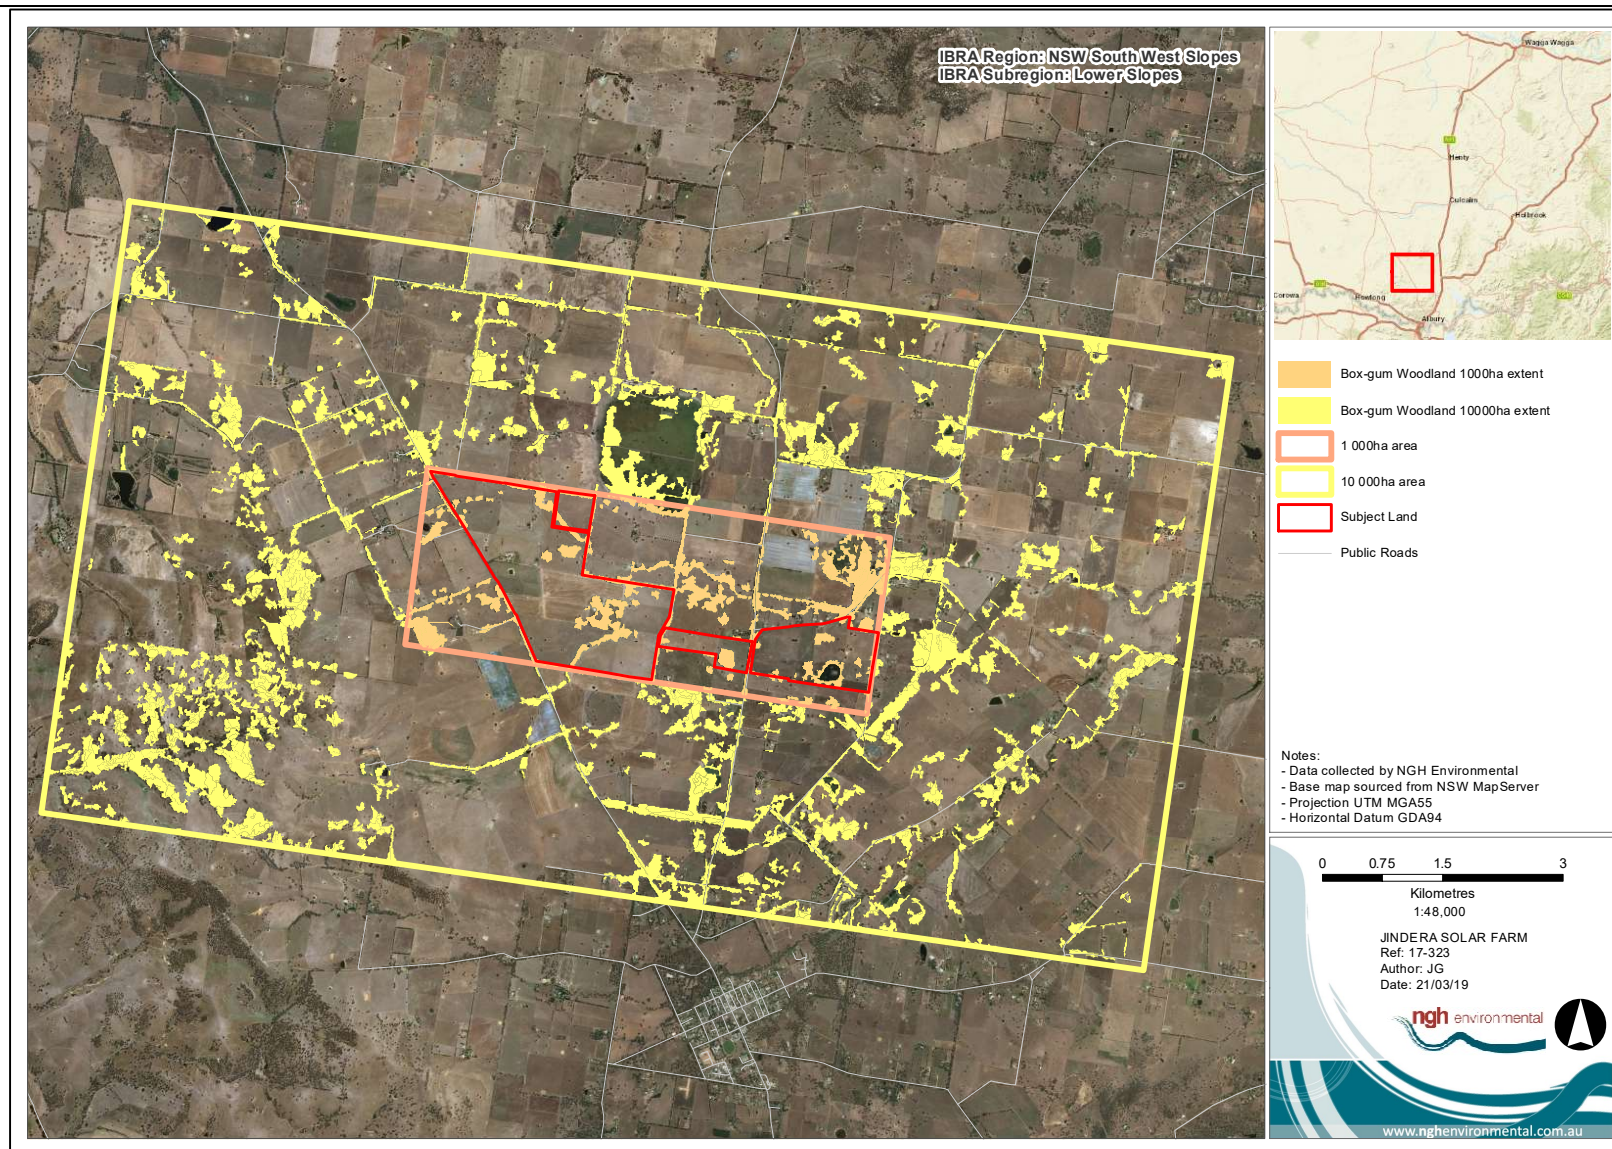 IBRA Region: NSW South West Slopes
IBRA Subregion: Lower Slopes
Wagga Wagga
Henty
Culcairn
Holbrook
Corowa
Howlong
Albury
Box-gum Woodland 1000ha extent
Box-gum Woodland 10000ha extent
1 000ha area
10 000ha area
Subject Land
Public Roads
Notes:
- Data collected by NGH Environmental
- Base map sourced from NSW MapServer
- Projection UTM MGA55
- Horizontal Datum GDA94
0 0.75 1.5 3
Kilometres
1:48,000
JINDERA SOLAR FARM
Ref: 17-323
Author: JG
Date: 21/03/19
ngh environmental
www.nghenvironmental.com.au